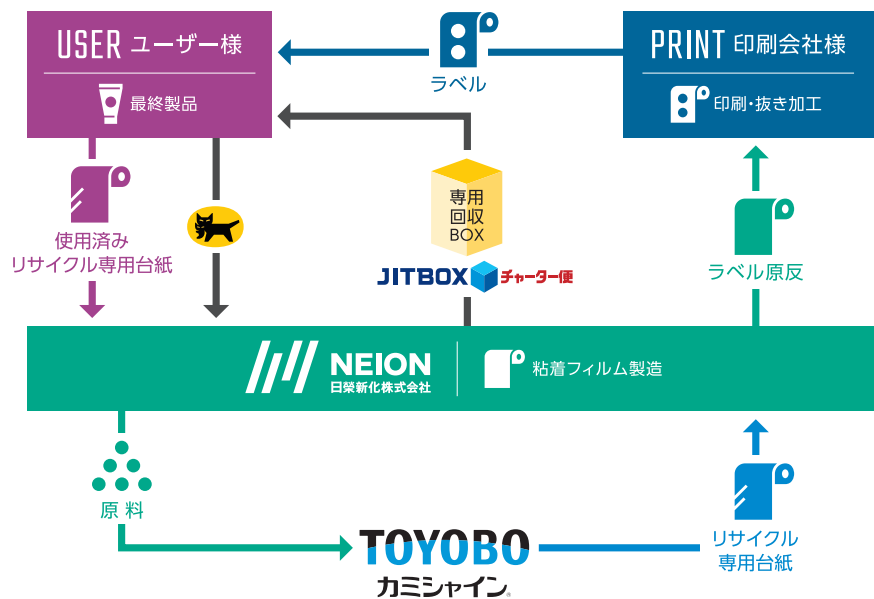 USER ユーザー様
最終製品
ラベル
PRINT 印刷会社様
印刷・抜き加工
使用済み
リサイクル専用台紙
専用
回収
BOX
JITBOX チャーター便
ラベル原反
NEION
日榮新化株式会社
粘着フィルム製造
原料
TOYOBO
カミシャイン®
リサイクル
専用台紙